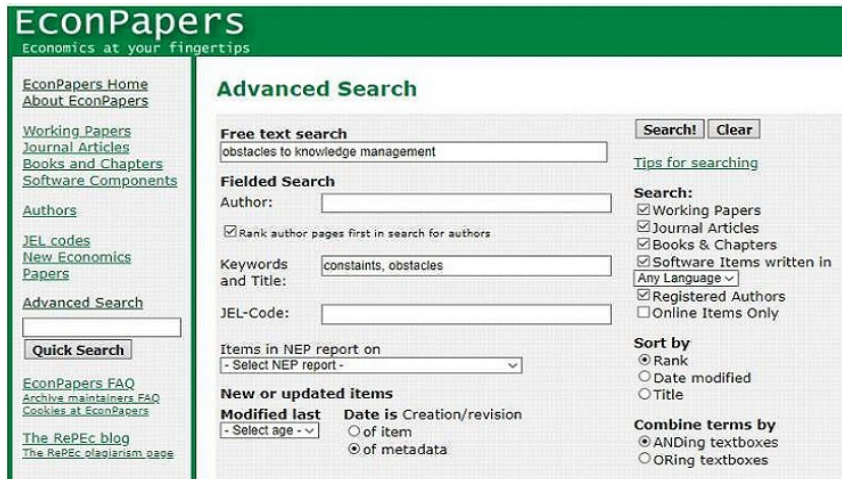 EconPapers
Economics at your fingertips
EconPapers Home
About EconPapers
Working Papers
Journal Articles
Books and Chapters
Software Components
Authors
JEL codes
New Economics
Papers
Advanced Search
Quick Search
EconPapers FAQ
Archive maintainers FAQ
Cookies at EconPapers
The RePEc blog
The RePEc plagiarism page
Advanced Search
Free text search
obstacles to knowledge management
Fielded Search
Author:
Rank author pages first in search for authors
Keywords and Title: constaints, obstacles
JEL-Code:
Items in NEP report on
- Select NEP report -
New or updated items
Modified last
- Select age -
Date is Creation/revision
of item
of metadata
Search! Clear
Tips for searching
Search:
Working Papers
Journal Articles
Books & Chapters
Software Items written in
Any Language
Registered Authors
Online Items Only
Sort by
Rank
Date modified
Title
Combine terms by
ANDing textboxes
ORing textboxes